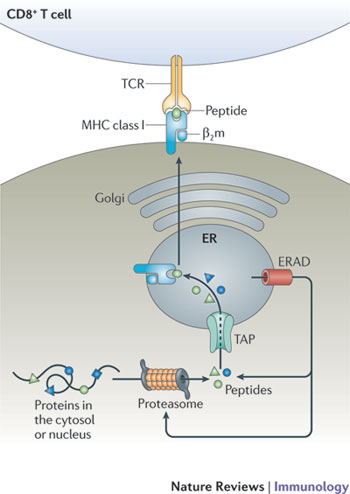 CD8⁺ T cell
TCR
Peptide
MHC class I
β₂m
Golgi
ER
ERAD
TAP
Proteins in
the cytosol
or nucleus
Proteasome
Peptides
Nature Reviews | Immunology